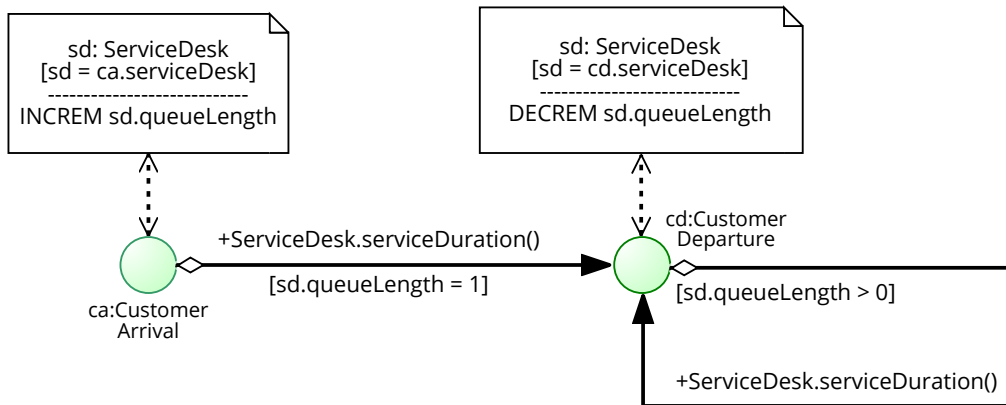 sd: ServiceDesk
[sd = ca.serviceDesk]
----------------------------
INCREM sd.queueLength
sd: ServiceDesk
[sd = cd.serviceDesk]
----------------------------
DECREM sd.queueLength
+ServiceDesk.serviceDuration()
[sd.queueLength = 1]
ca:Customer
Arrival
cd:Customer
Departure
[sd.queueLength > 0]
+ServiceDesk.serviceDuration()